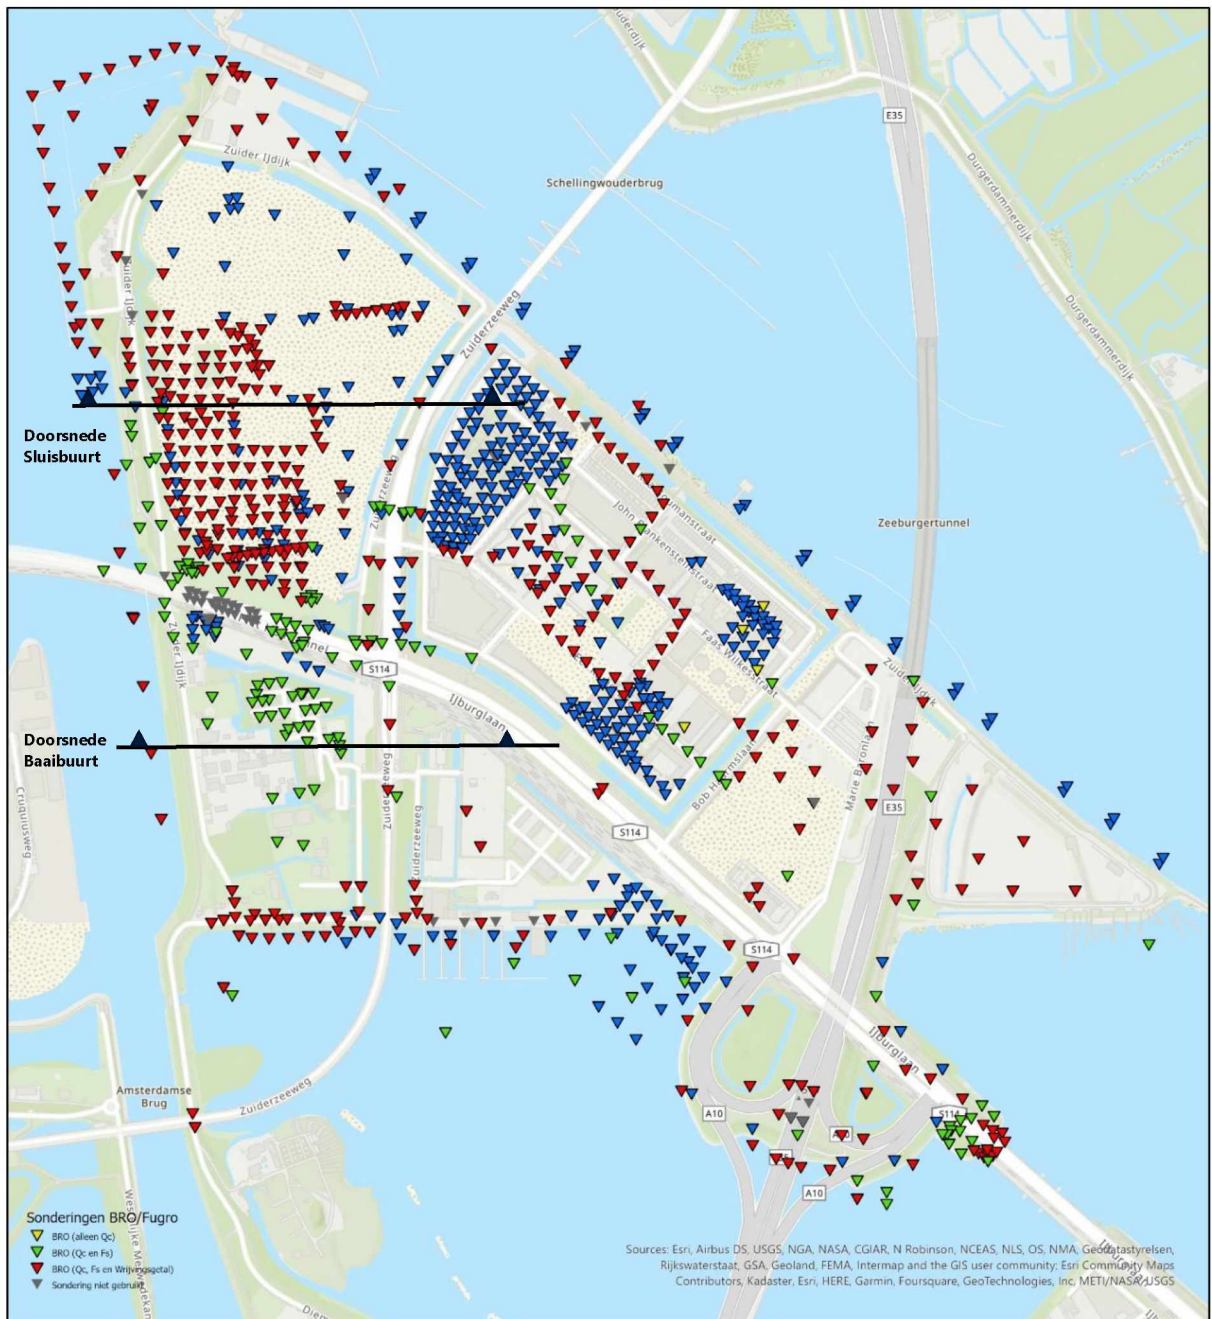 Zuider IJdijk
Schellingwouderbrug
E35
Durgerdammerdijk
Zuider IJdijk
Zuiderzeeweg
Durgerdammerdijk
Doorsnede
Sluisbuurt
Zeeburgertunnel
John Blankensteinstraat
Faas Wilkesstraat
Zuider IJdijk
Zuider IJdijk
S114
IJburglaan
Doorsnede
Baaibuurt
Zuiderzeeweg
Zuiderzeeweg
Marie Baronlaan
E35
S114
Cruquiusweg
S114
IJburglaan
Amsterdamse
Brug
Zuiderzeeweg
A10
S114
A10
Sonderingen BRO/Fugro
BRO (alleen Qc)
BRO (Qc en Fs)
BRO (Qc, Fs en Wrijvingsgetal)
Sondering niet gebruikt
Sources: Esri, Airbus DS, USGS, NGA, NASA, CGIAR, N Robinson, NCEAS, NLS, OS, NMA, Geodatastyrelsen,
Rijkswaterstaat, GSA, Geoland, FEMA, Intermap and the GIS user community: Esri Community Maps
Contributors, Kadaster, Esri, HERE, Garmin, Foursquare, GeoTechnologies, Inc, METI/NASA, USGS